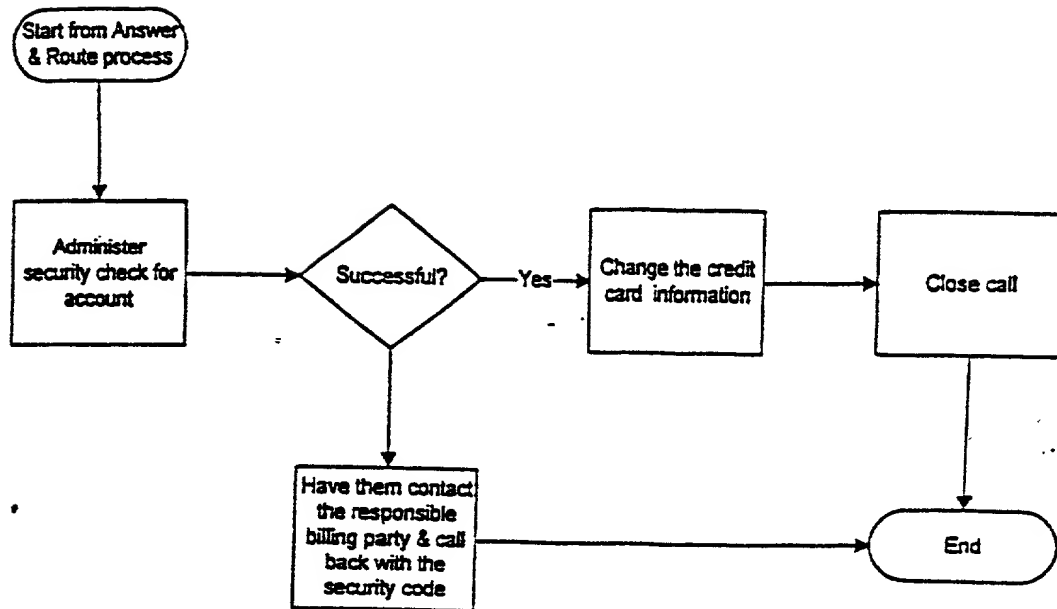 Start from Answer
& Route process
Administer
security check for
account
Successful?
Yes
Change the credit
card information
Close call
Have them contact
the responsible
billing party & call
back with the
security code
End